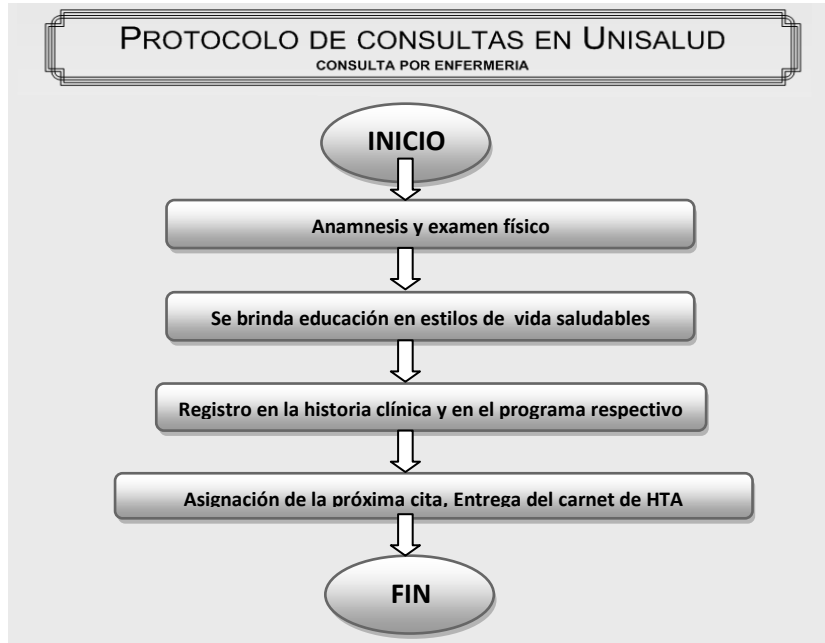 PROTOCOLO DE CONSULTAS EN UNISALUD
CONSULTA POR ENFERMERIA
INICIO
Anamnesis y examen físico
Se brinda educación en estilos de vida saludables
Registro en la historia clínica y en el programa respectivo
Asignación de la próxima cita, Entrega del carnet de HTA
FIN